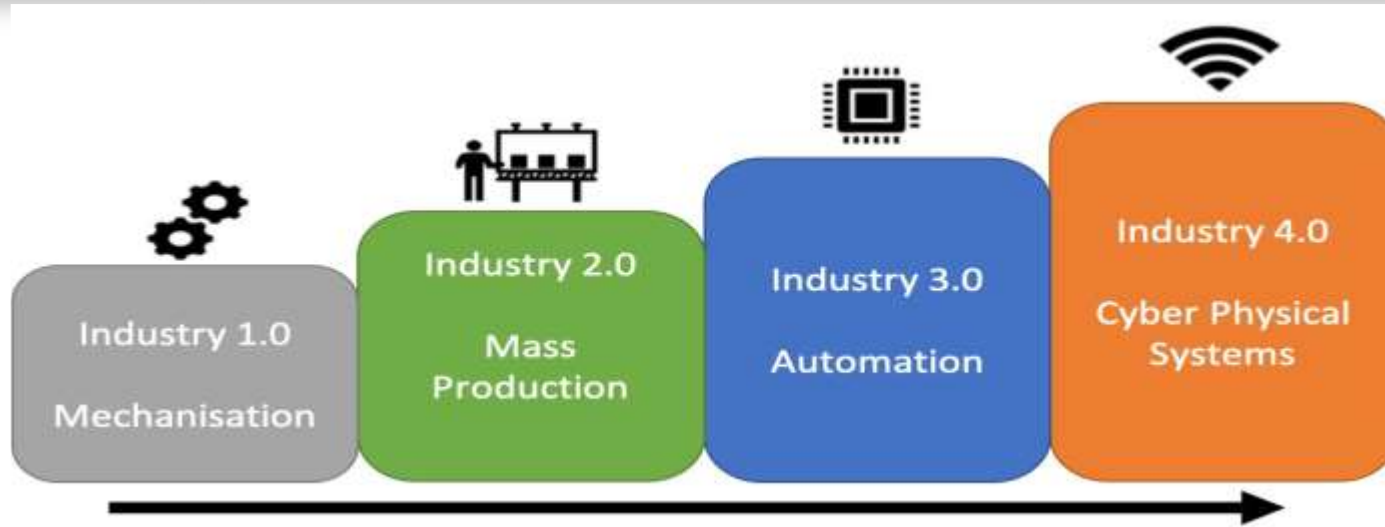 Industry 1.0
Mechanisation
Industry 2.0
Mass
Production
Industry 3.0
Automation
Industry 4.0
Cyber Physical
Systems